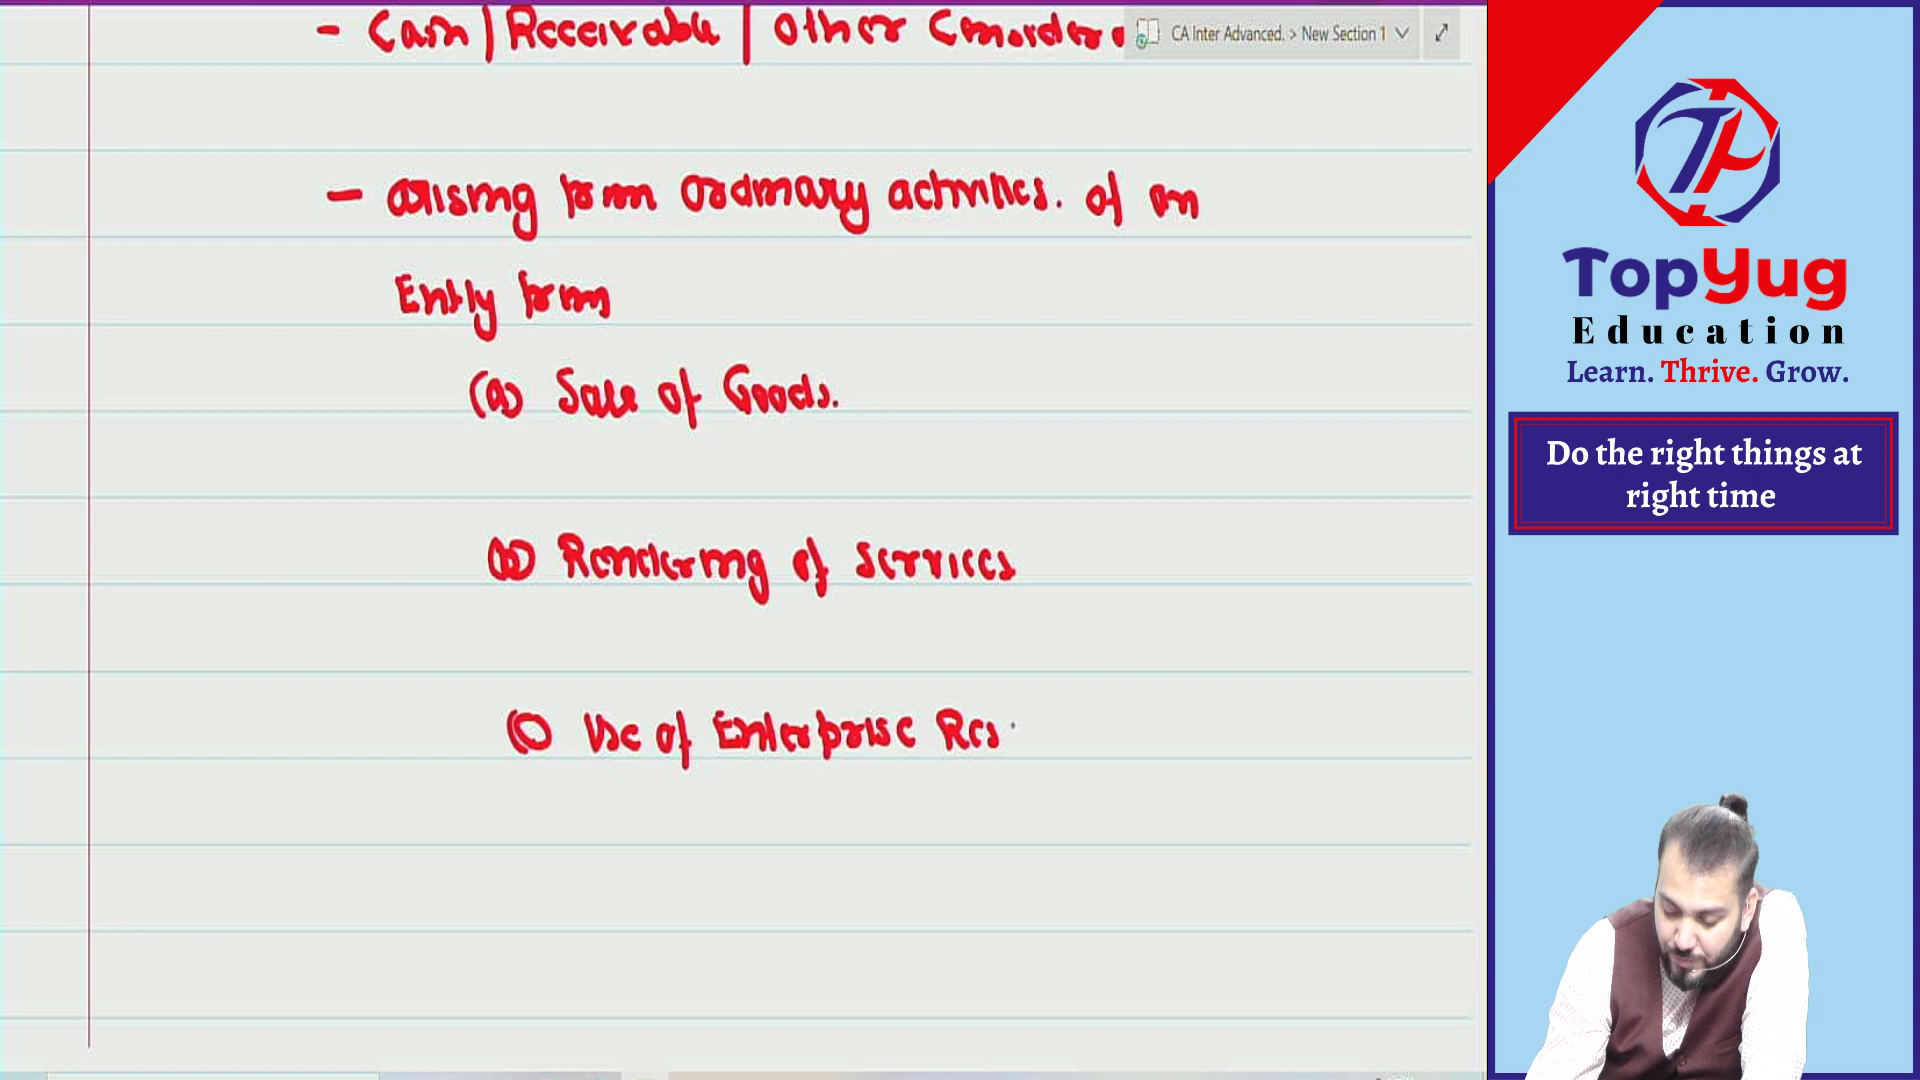 - Cash | Receivable | Other Considera
CA Inter Advanced. > New Section 1
- arising from ordinary activities. of an
Entity from
(a) Sale of Goods.
(b) Rendering of services
(c) Use of Enterprise Res
TopYug
Education
Learn. Thrive. Grow.
Do the right things at
right time